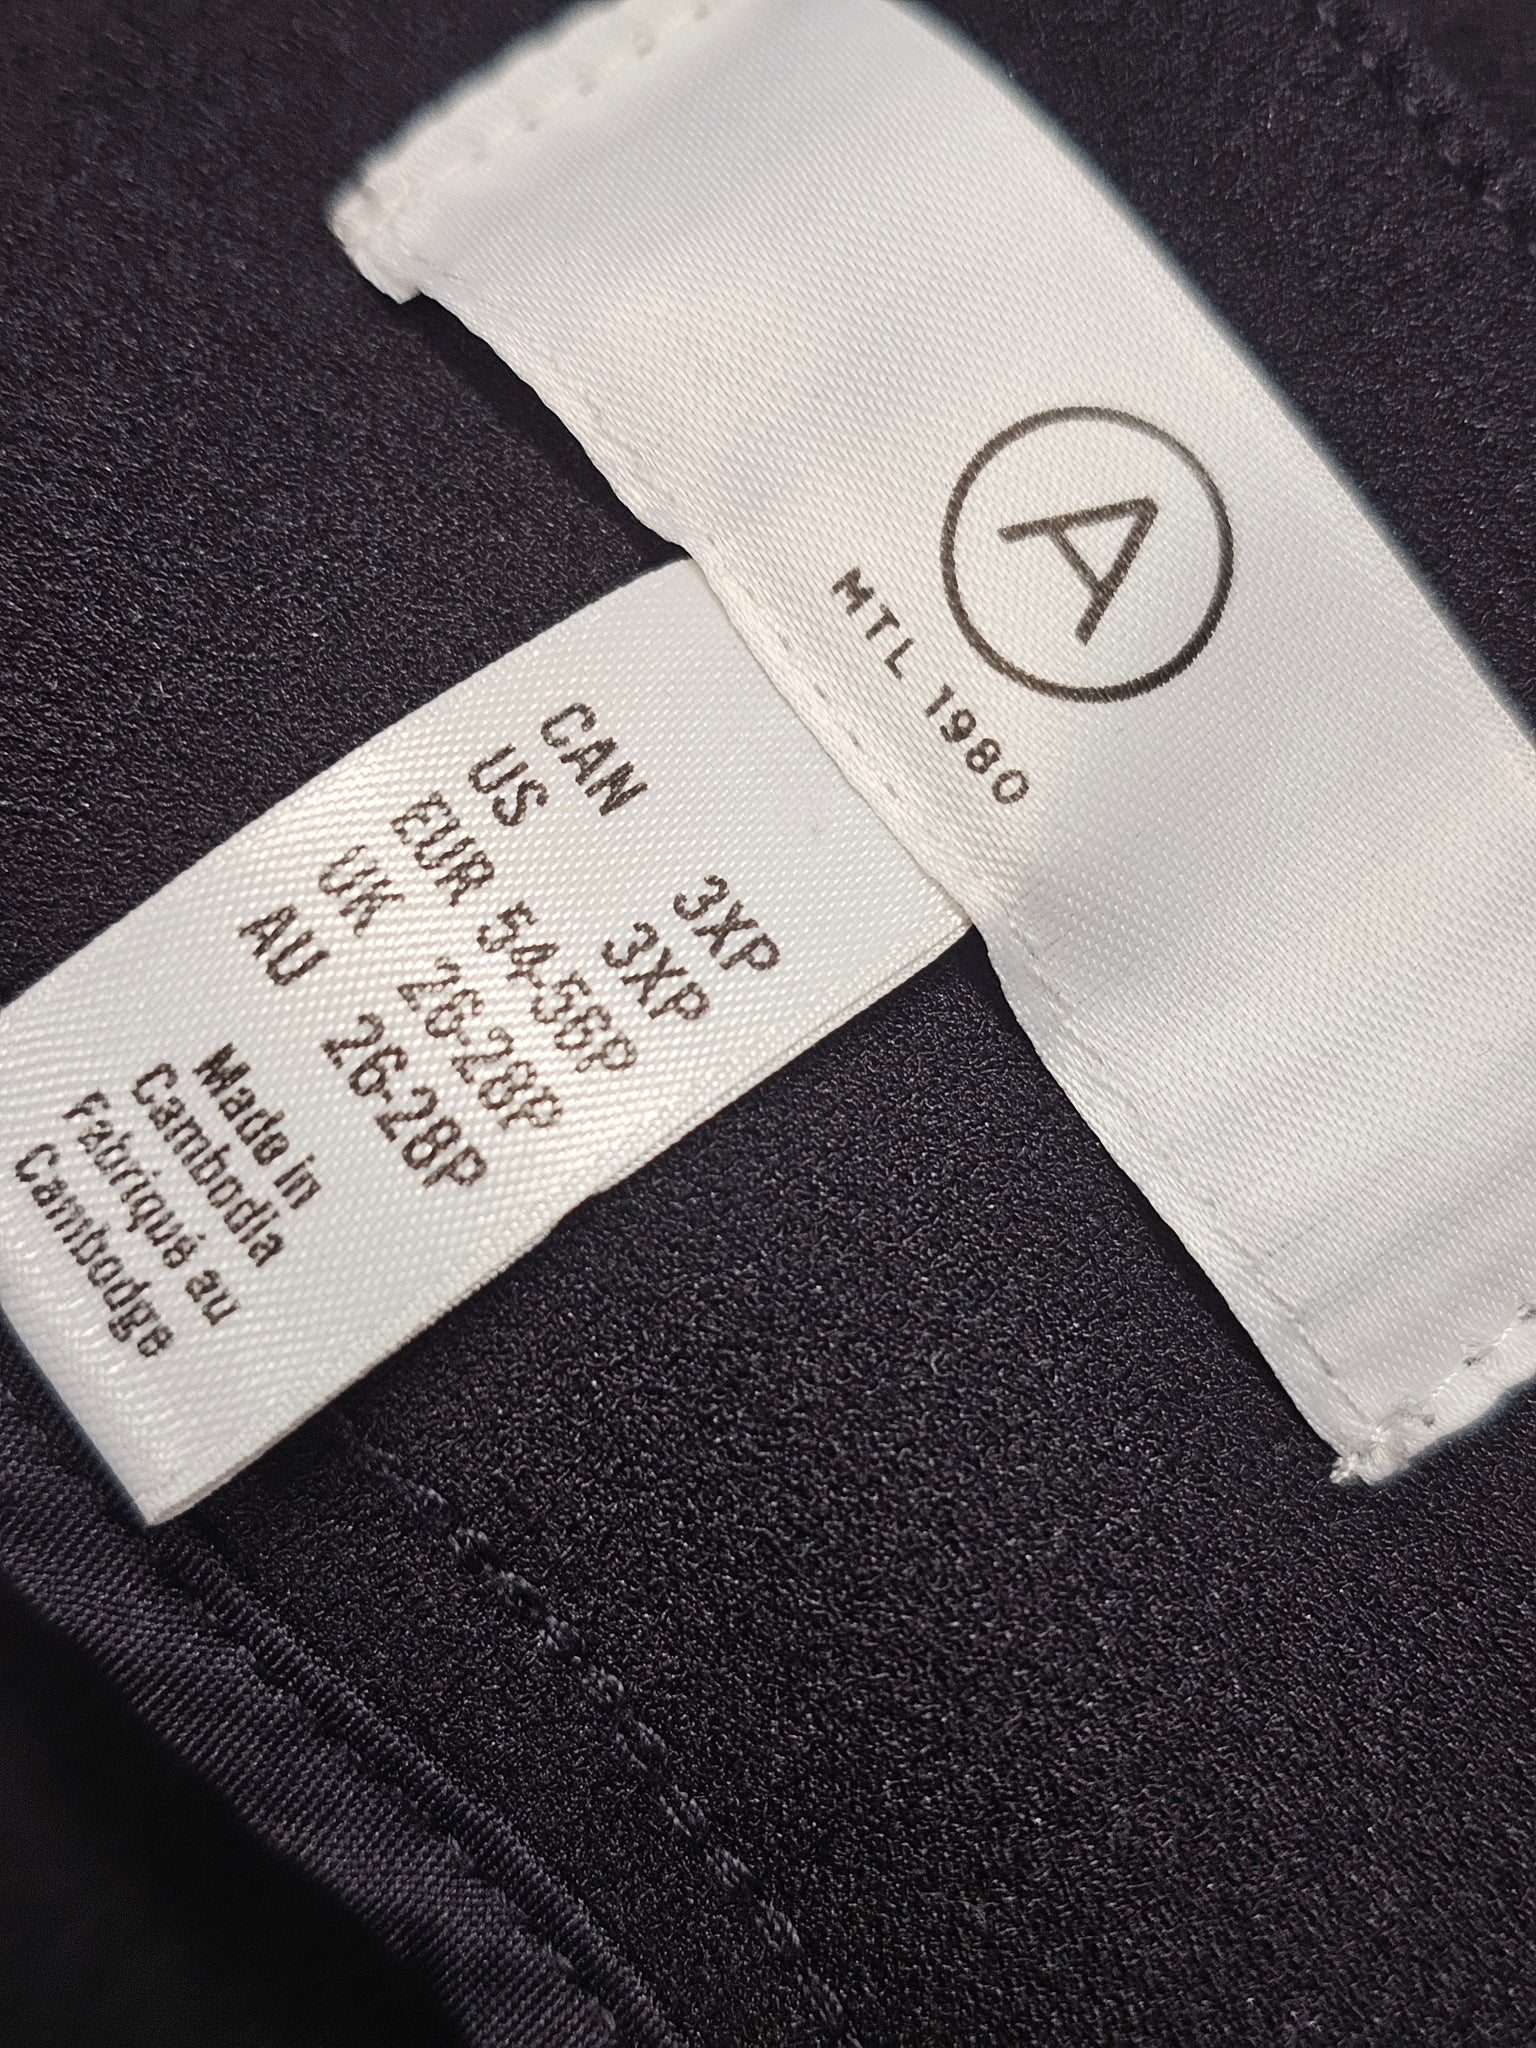 A
MTL 1980
CAN 3XP
US 3XP
EUR 54-56P
UK 26-28P
AU 26-28P
Made in
Cambodia
Fabriqué au
Cambodge